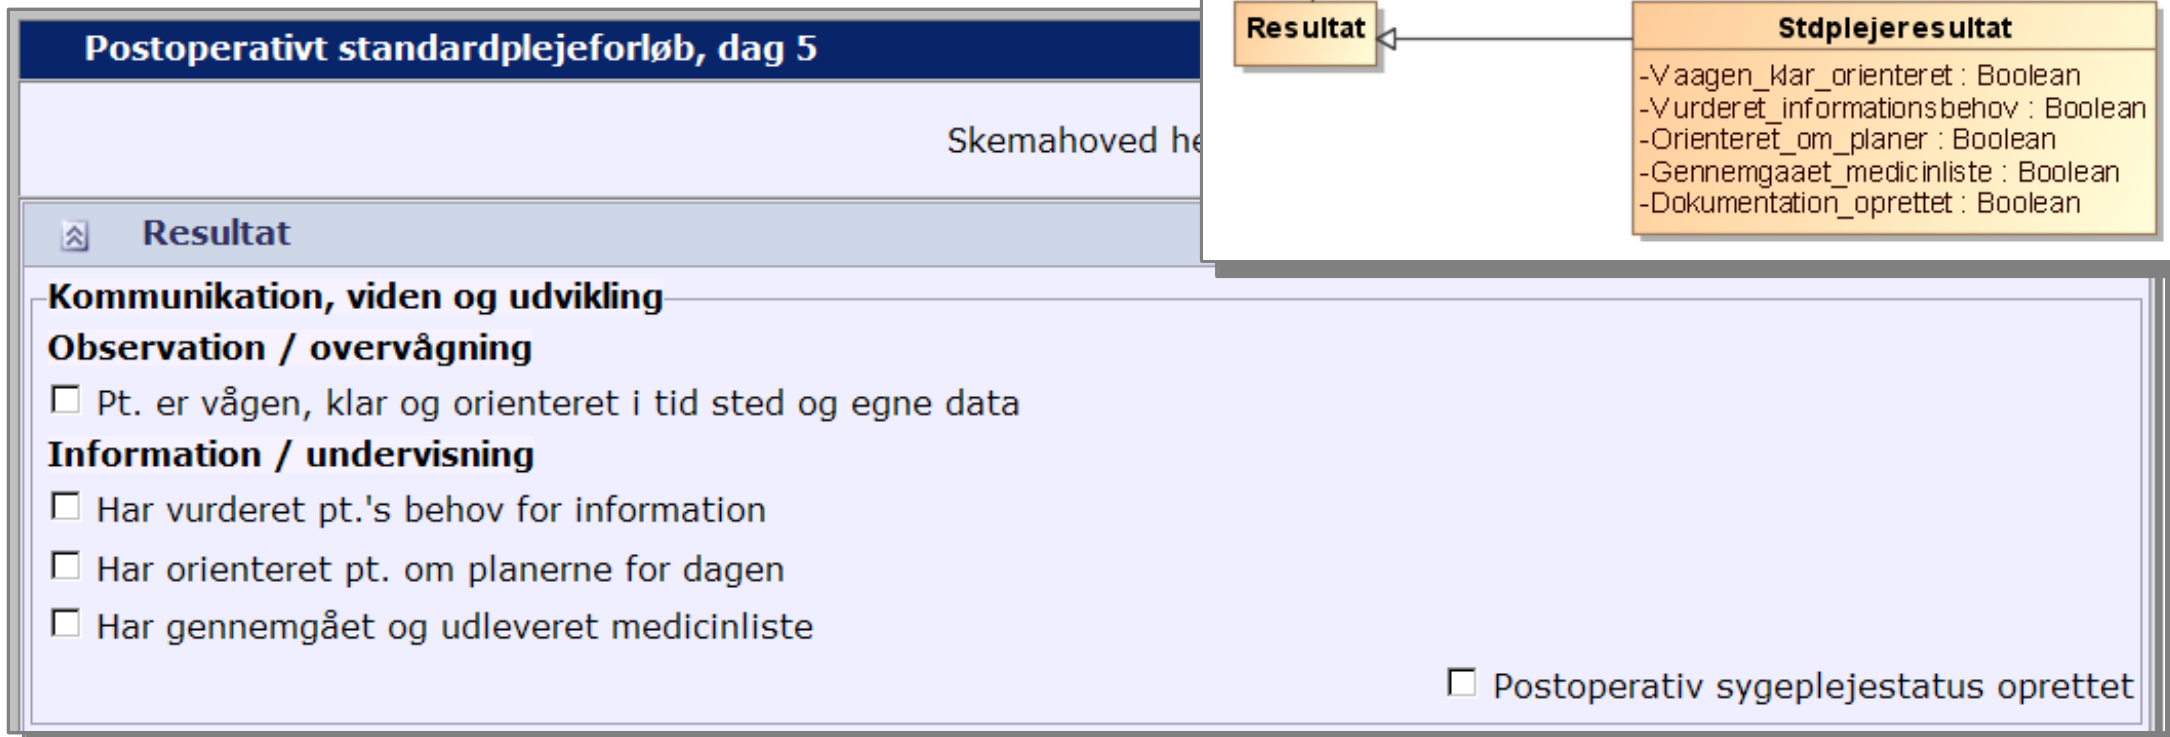 Postoperativt standardplejeforløb, dag 5
Skemahoved
Resultat
Kommunikation, viden og udvikling
Observation / overvågning
Pt. er vågen, klar og orienteret i tid sted og egne data
Information / undervisning
Har vurderet pt.'s behov for information
Har orienteret pt. om planerne for dagen
Har gennemgået og udleveret medicinliste
Postoperativ sygeplejestatus oprettet
Resultat
Stdplejeresultat
-Vaagen_klar_orienteret : Boolean
-Vurderet_informationsbehov : Boolean
-Orienteret_om_planer : Boolean
-Gennemgaaet_medicinliste : Boolean
-Dokumentation_oprettet : Boolean